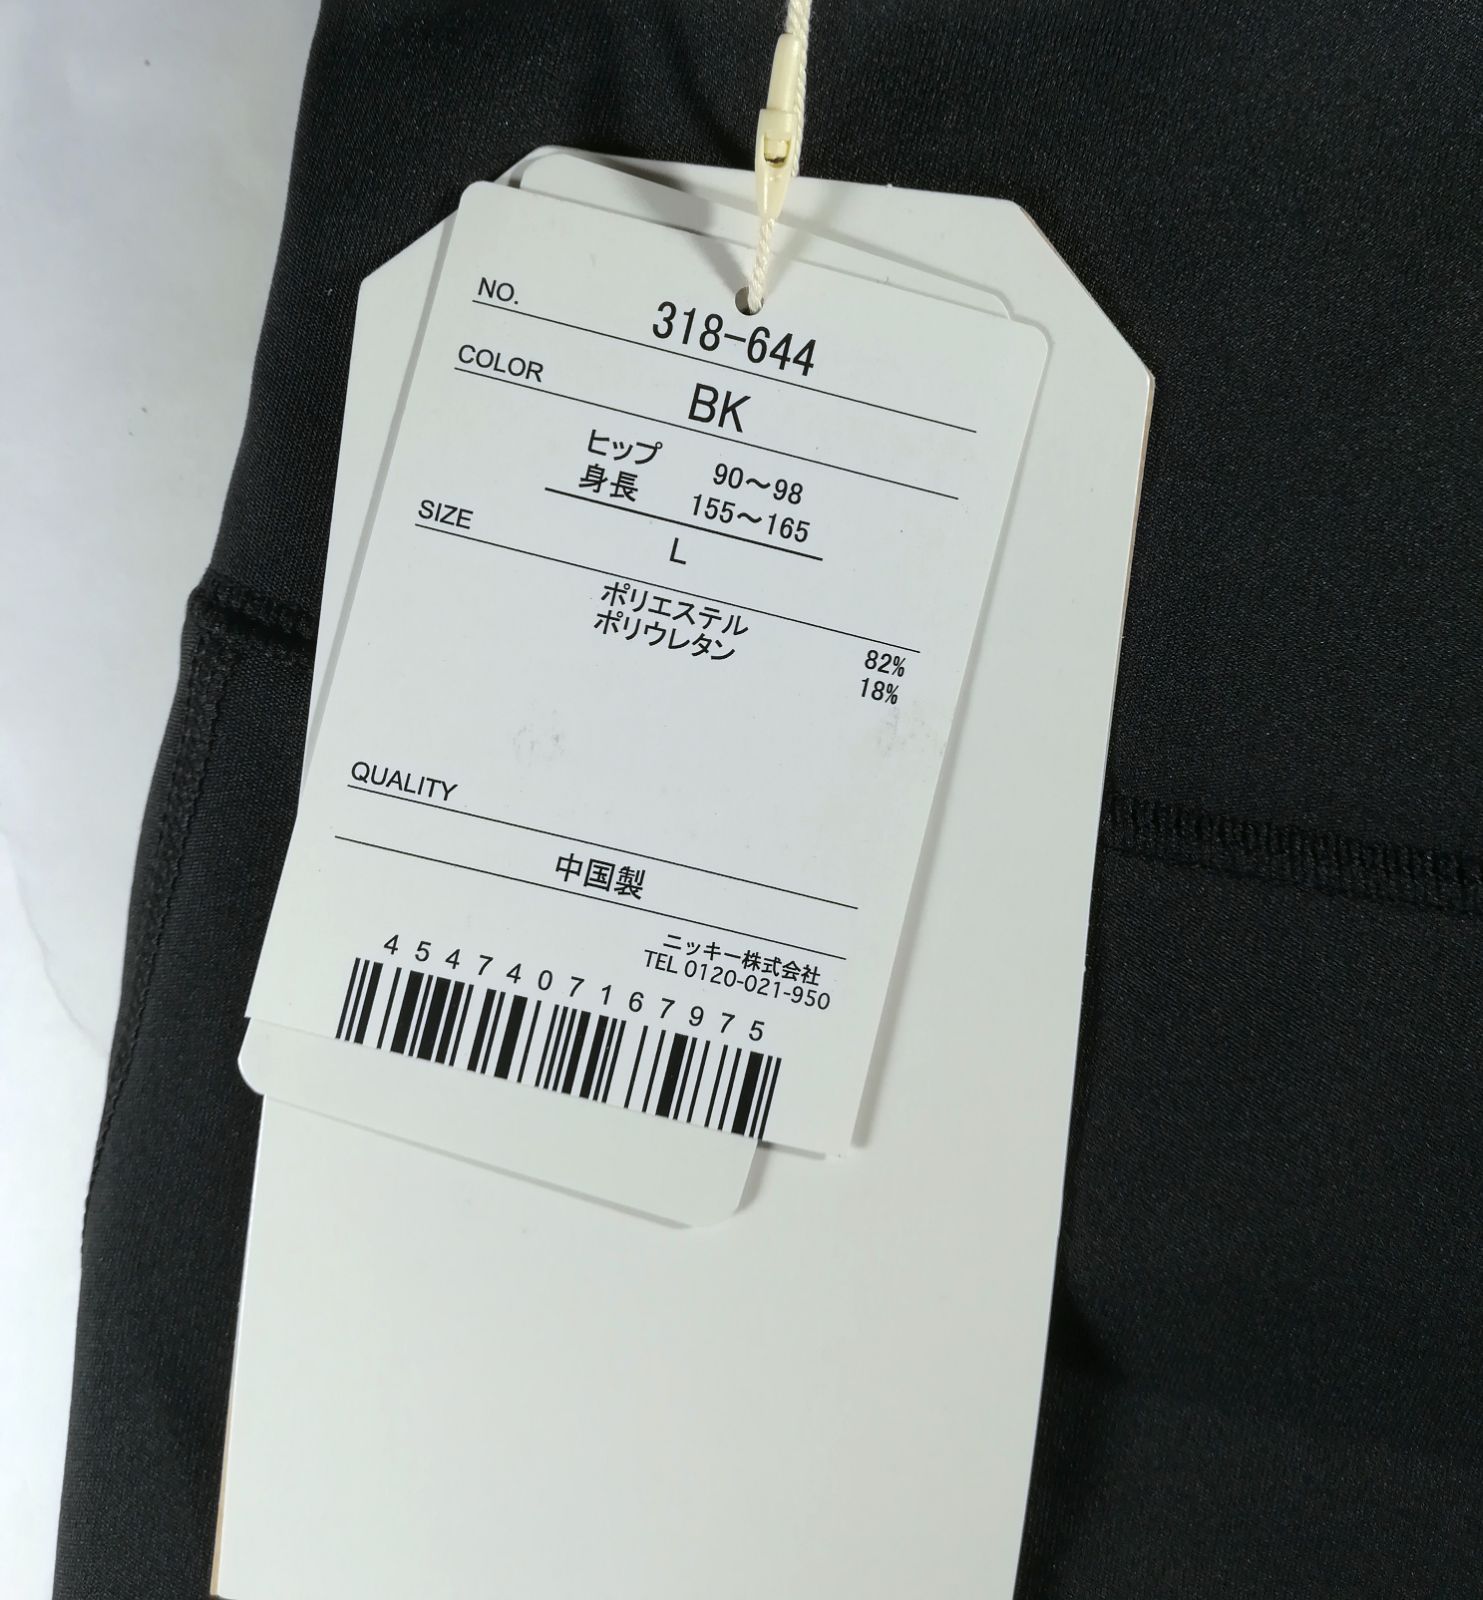 NO. 318-644
COLOR BK
ヒップ 90～98
身長 155～165
SIZE L
ポリエステル 82%
ポリウレタン 18%
QUALITY
中国製
ニッキー株式会社
TEL 0120-021-950
4547407167975